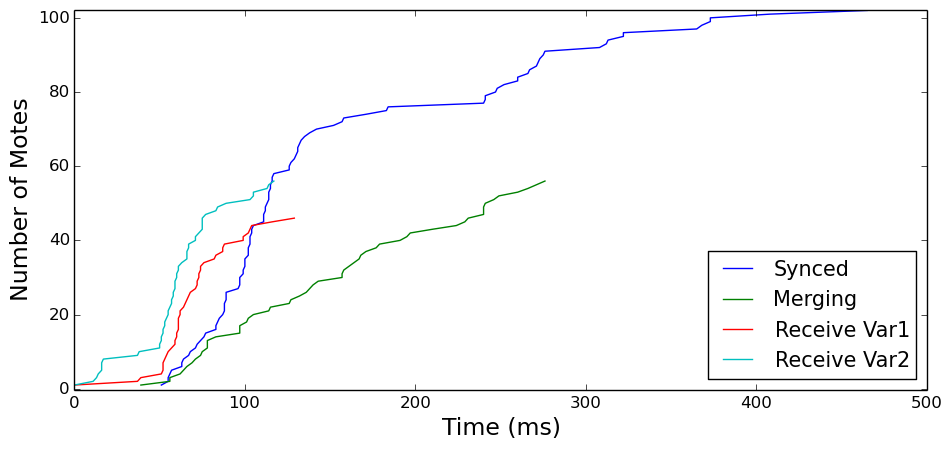 100
80
60
40
20
0
Number of Motes
0 100 200 300 400 500
Time (ms)
Synced
Merging
Receive Var1
Receive Var2